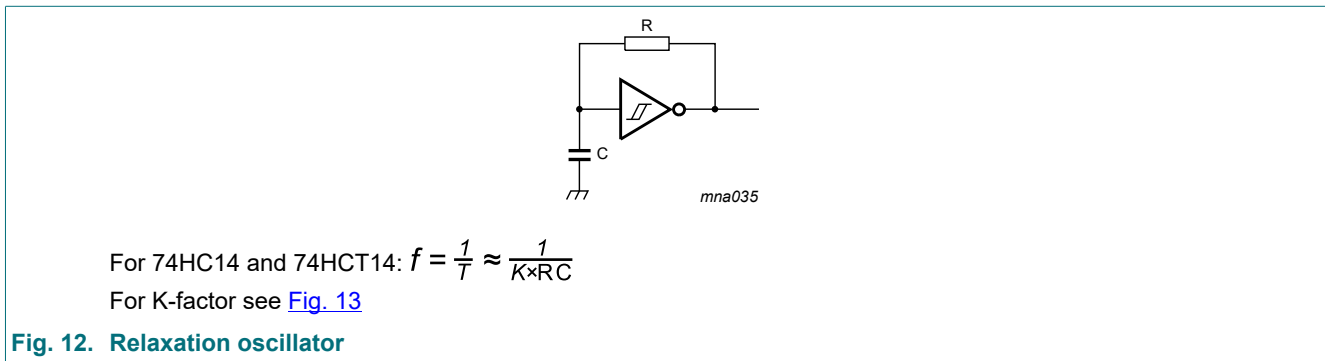 R
C
mna035
For 74HC14 and 74HCT14: f = 1/T ≈ 1/K×RC
For K-factor see Fig. 13
Fig. 12. Relaxation oscillator